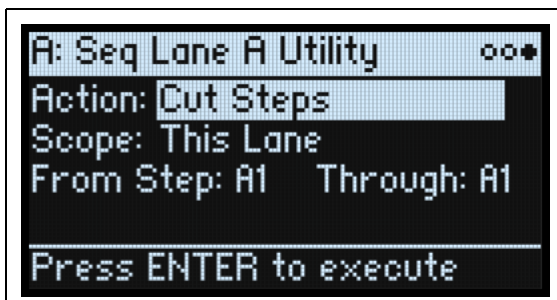 A: Seq Lane A Utility
Action: Cut Steps
Scope: This Lane
From Step: A1 Through: A1
Press ENTER to execute